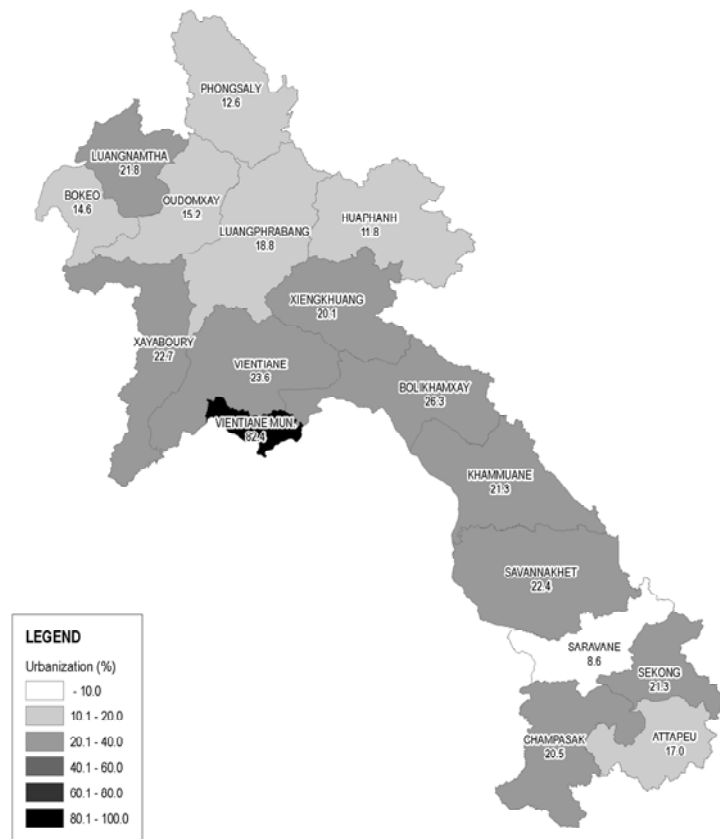 PHONGSALY
12.6
LUANGNAMTHA
21.8
BOKEO
14.6
OUDOMXAY
15.2
LUANGPHRABANG
18.8
HUAPHANH
11.8
XIENGKHUANG
20.1
XAYABOURY
22.7
VIENTIANE
23.6
BOLIKHAMXAY
26.3
VIENTIANE MUN.
82.4
KHAMMUANE
21.3
SAVANNAKHET
22.4
SARAVANE
8.6
SEKONG
21.3
CHAMPASAK
20.5
ATTAPEU
17.0
LEGEND
Urbanization (%)
- 10.0
10.1 - 20.0
20.1 - 40.0
40.1 - 60.0
60.1 - 80.0
80.1 - 100.0